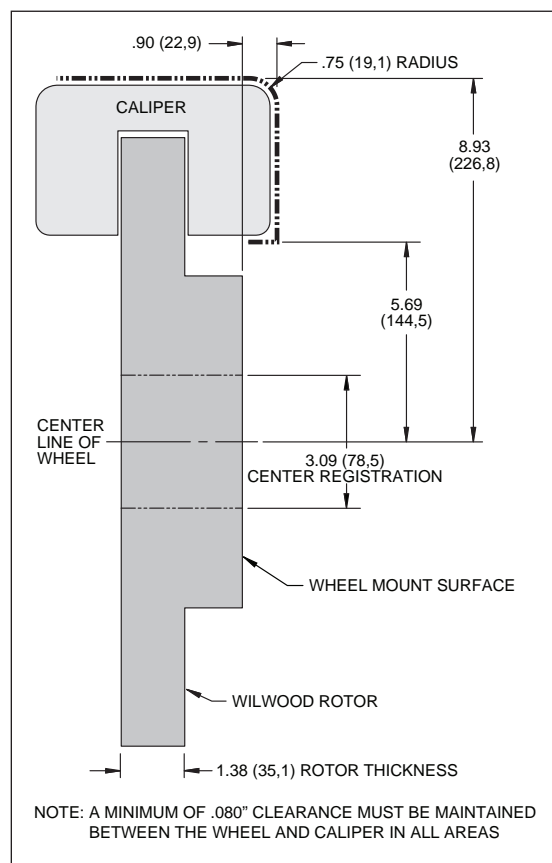 .90 (22,9)
.75 (19,1) RADIUS
CALIPER
8.93
(226,8)
5.69
(144,5)
CENTER
LINE OF
WHEEL
3.09 (78,5)
CENTER REGISTRATION
WHEEL MOUNT SURFACE
WILWOOD ROTOR
1.38 (35,1) ROTOR THICKNESS
NOTE: A MINIMUM OF .080” CLEARANCE MUST BE MAINTAINED
BETWEEN THE WHEEL AND CALIPER IN ALL AREAS